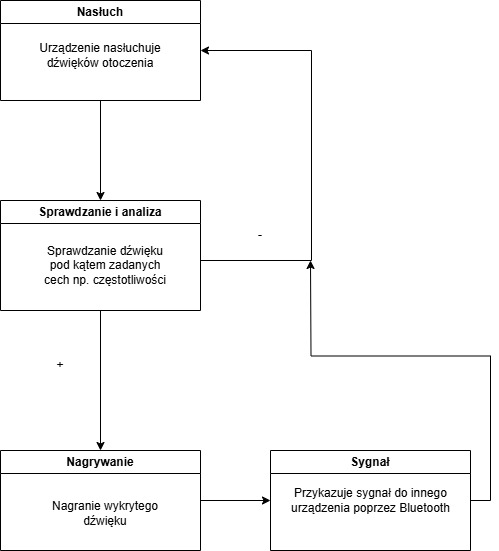 Nasłuch
Urządzenie nasłuchuje
dźwięków otoczenia
Sprawdzanie i analiza
Sprawdzanie dźwięku
pod kątem zadanych
cech np. częstotliwości
-
+
Nagrywanie
Nagranie wykrytego
dźwięku
Sygnał
Przykazuje sygnał do innego
urządzenia poprzez Bluetooth